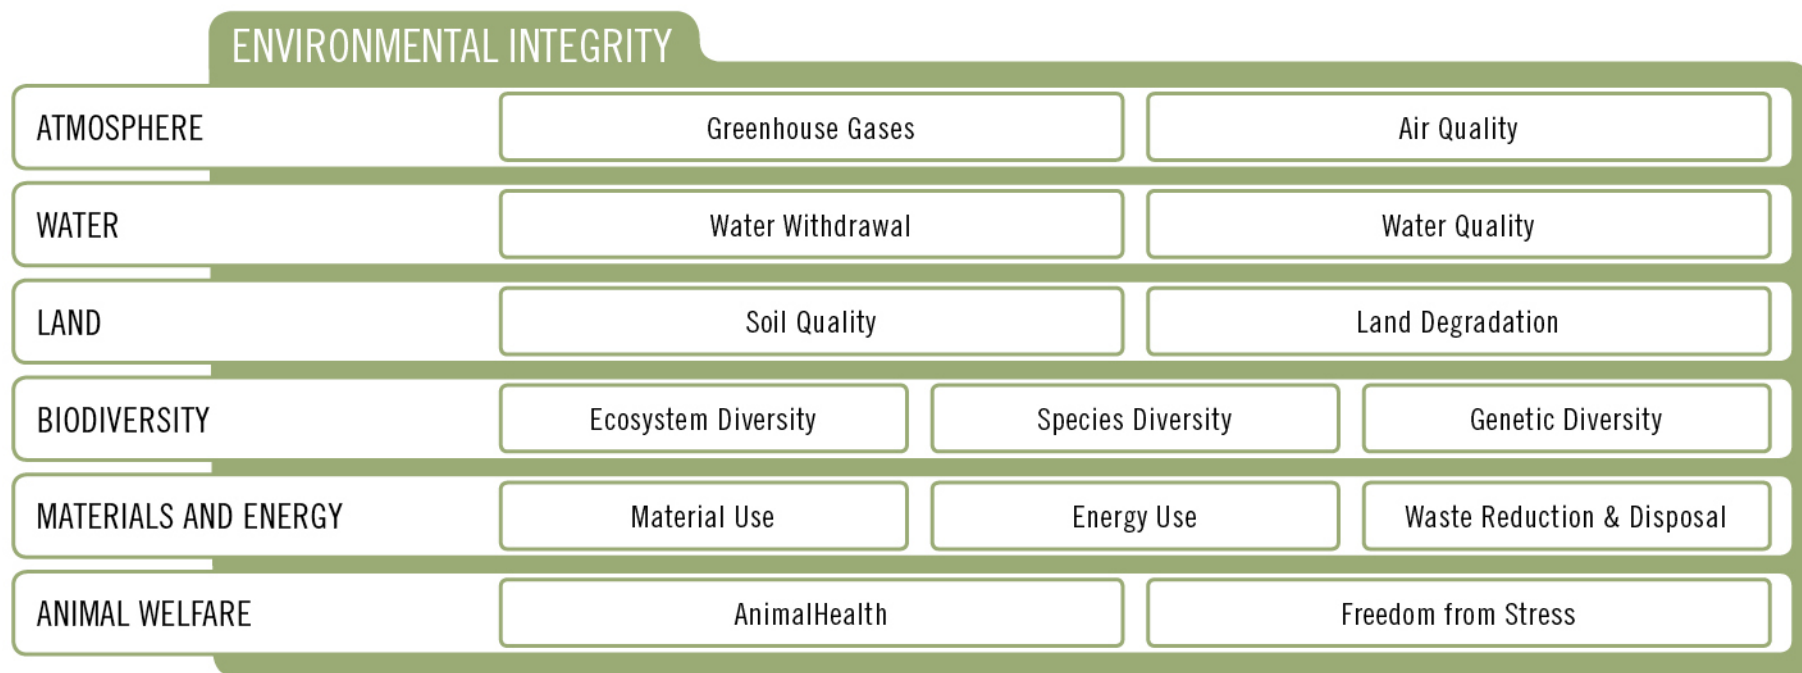 ENVIRONMENTAL INTEGRITY
ATMOSPHERE
Greenhouse Gases
Air Quality
WATER
Water Withdrawal
Water Quality
LAND
Soil Quality
Land Degradation
BIODIVERSITY
Ecosystem Diversity
Species Diversity
Genetic Diversity
MATERIALS AND ENERGY
Material Use
Energy Use
Waste Reduction & Disposal
ANIMAL WELFARE
AnimalHealth
Freedom from Stress